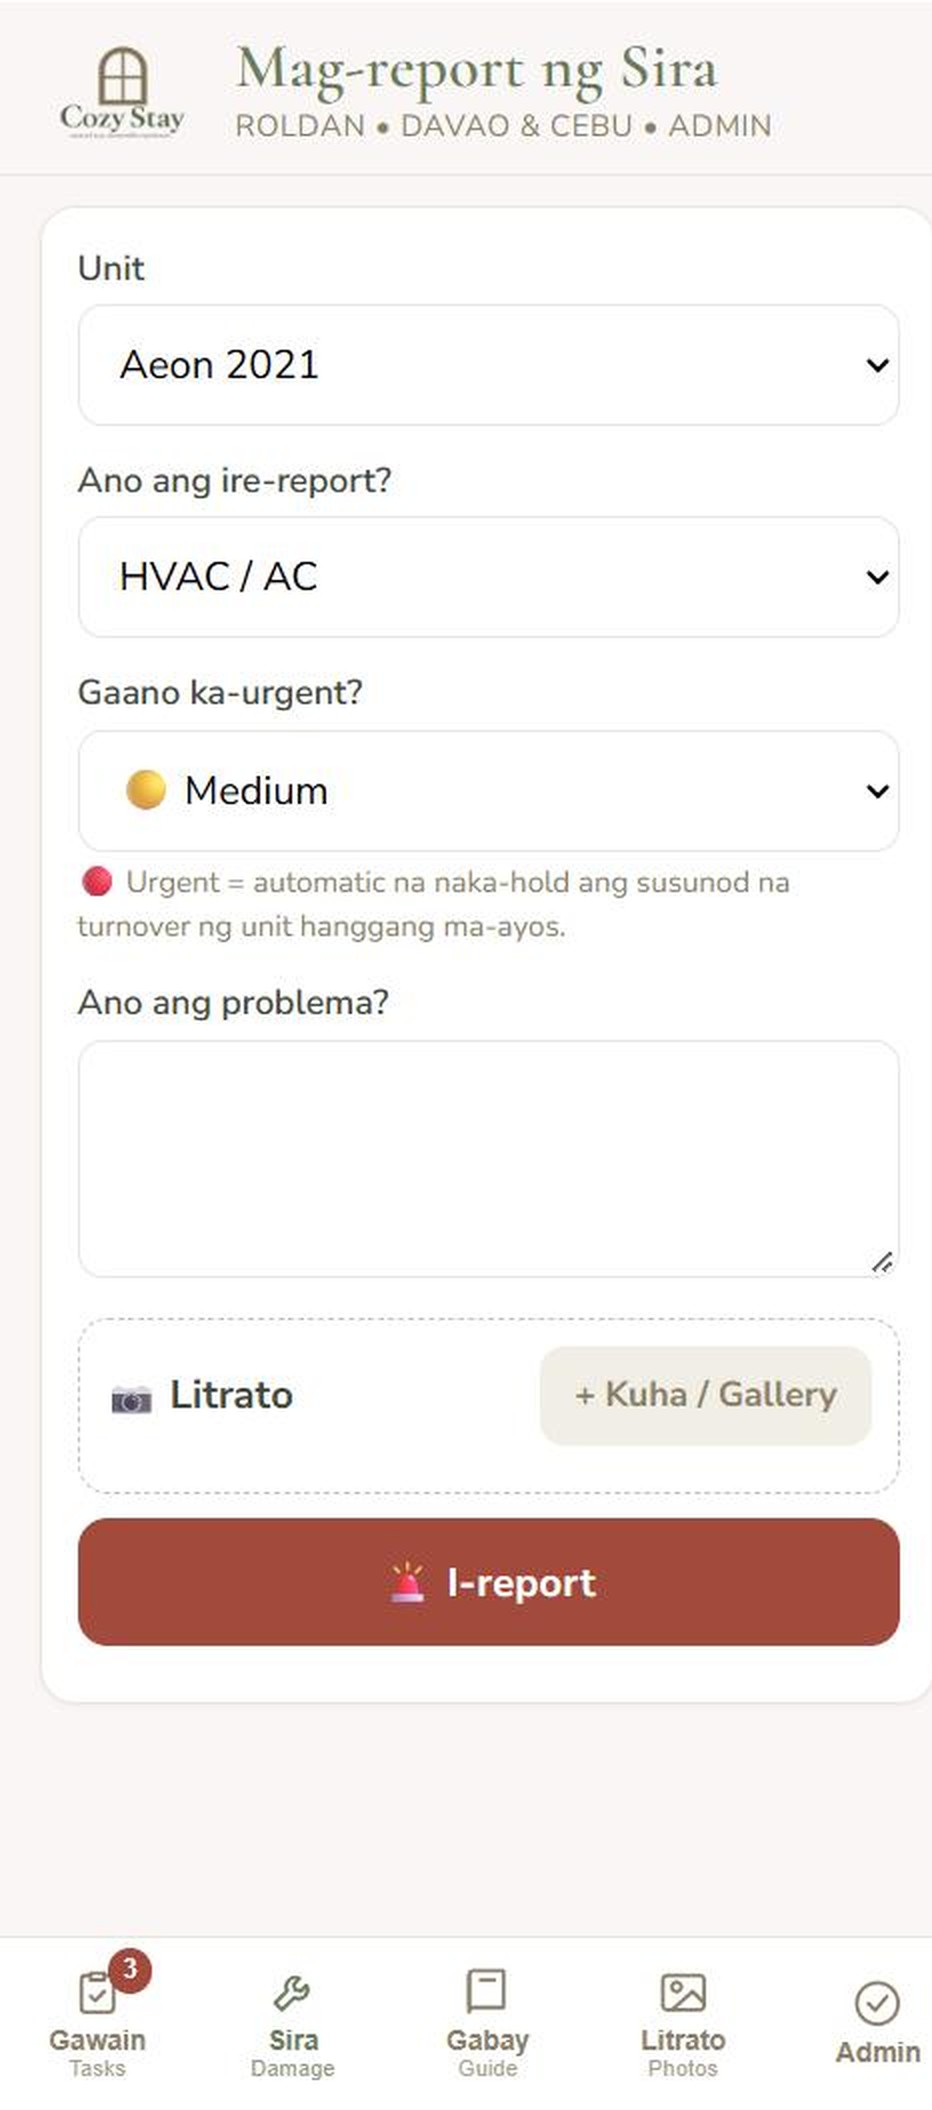 Cozy Stay
Mag-report ng Sira
ROLDAN • DAVAO & CEBU • ADMIN
Unit
Aeon 2021
Ano ang ire-report?
HVAC / AC
Gaano ka-urgent?
Medium
Urgent = automatic na naka-hold ang susunod na
turnover ng unit hanggang ma-ayos.
Ano ang problema?
Litrato
+ Kuha / Gallery
I-report
3
Gawain
Tasks
Sira
Damage
Gabay
Guide
Litrato
Photos
Admin